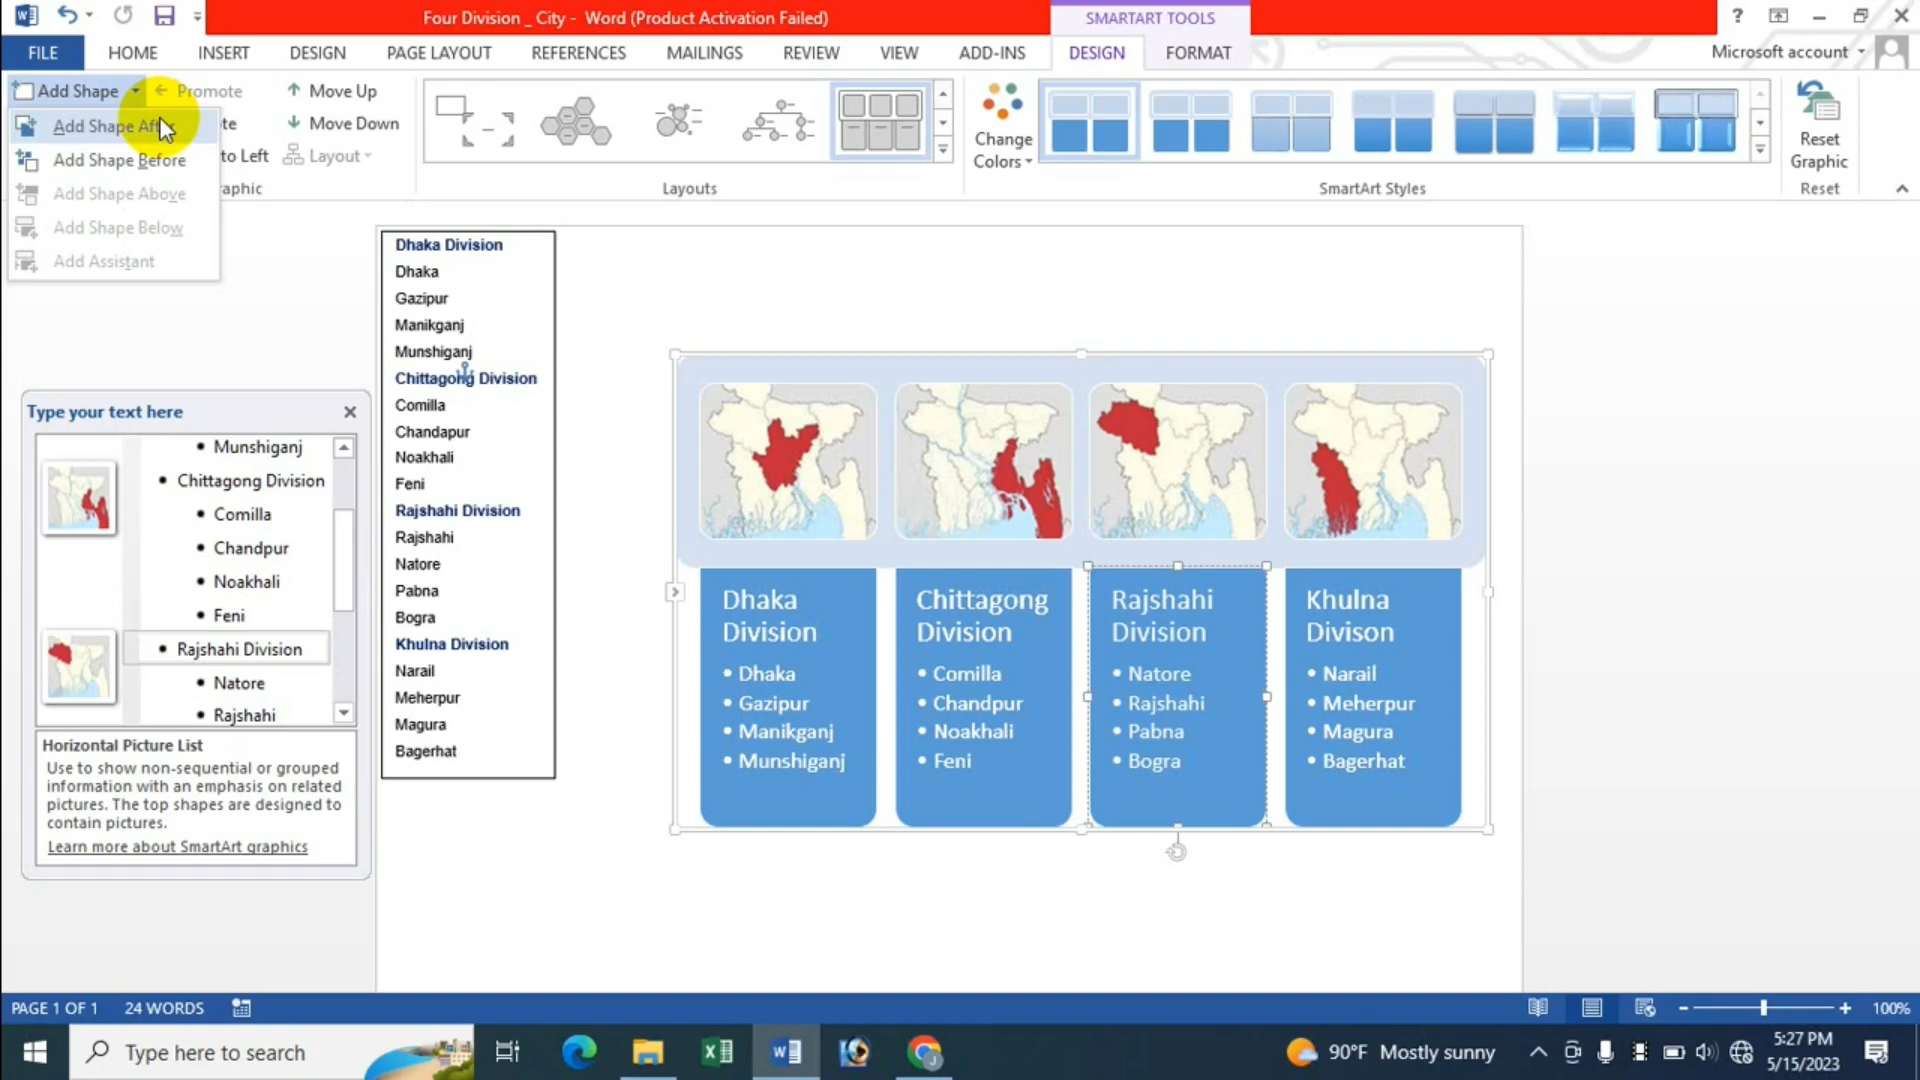 Four Division _ City - Word (Product Activation Failed)
SMARTART TOOLS
?
FILE
HOME
INSERT
DESIGN
PAGE LAYOUT
REFERENCES
MAILINGS
REVIEW
VIEW
ADD-INS
DESIGN
FORMAT
Microsoft account
Add Shape
Promote
Move Up
Add Shape After
Move Down
Add Shape Before
to Left
Layout
Add Shape Above
Add Shape Below
Add Assistant
Layouts
Change
Colors
SmartArt Styles
Reset
Graphic
Reset
Dhaka Division
Dhaka
Gazipur
Manikganj
Munshiganj
Chittagong Division
Comilla
Chandapur
Noakhali
Feni
Rajshahi Division
Rajshahi
Natore
Pabna
Bogra
Khulna Division
Narail
Meherpur
Magura
Bagerhat
Type your text here
• Munshiganj
• Chittagong Division
• Comilla
• Chandpur
• Noakhali
• Feni
• Rajshahi Division
• Natore
• Rajshahi
Horizontal Picture List
Use to show non-sequential or grouped
information with an emphasis on related
pictures. The top shapes are designed to
contain pictures.
Learn more about SmartArt graphics
Dhaka
Division
• Dhaka
• Gazipur
• Manikganj
• Munshiganj
Chittagong
Division
• Comilla
• Chandpur
• Noakhali
• Feni
Rajshahi
Division
• Natore
• Rajshahi
• Pabna
• Bogra
Khulna
Divison
• Narail
• Meherpur
• Magura
• Bagerhat
PAGE 1 OF 1
24 WORDS
100%
Type here to search
90°F Mostly sunny
5:27 PM
5/15/2023